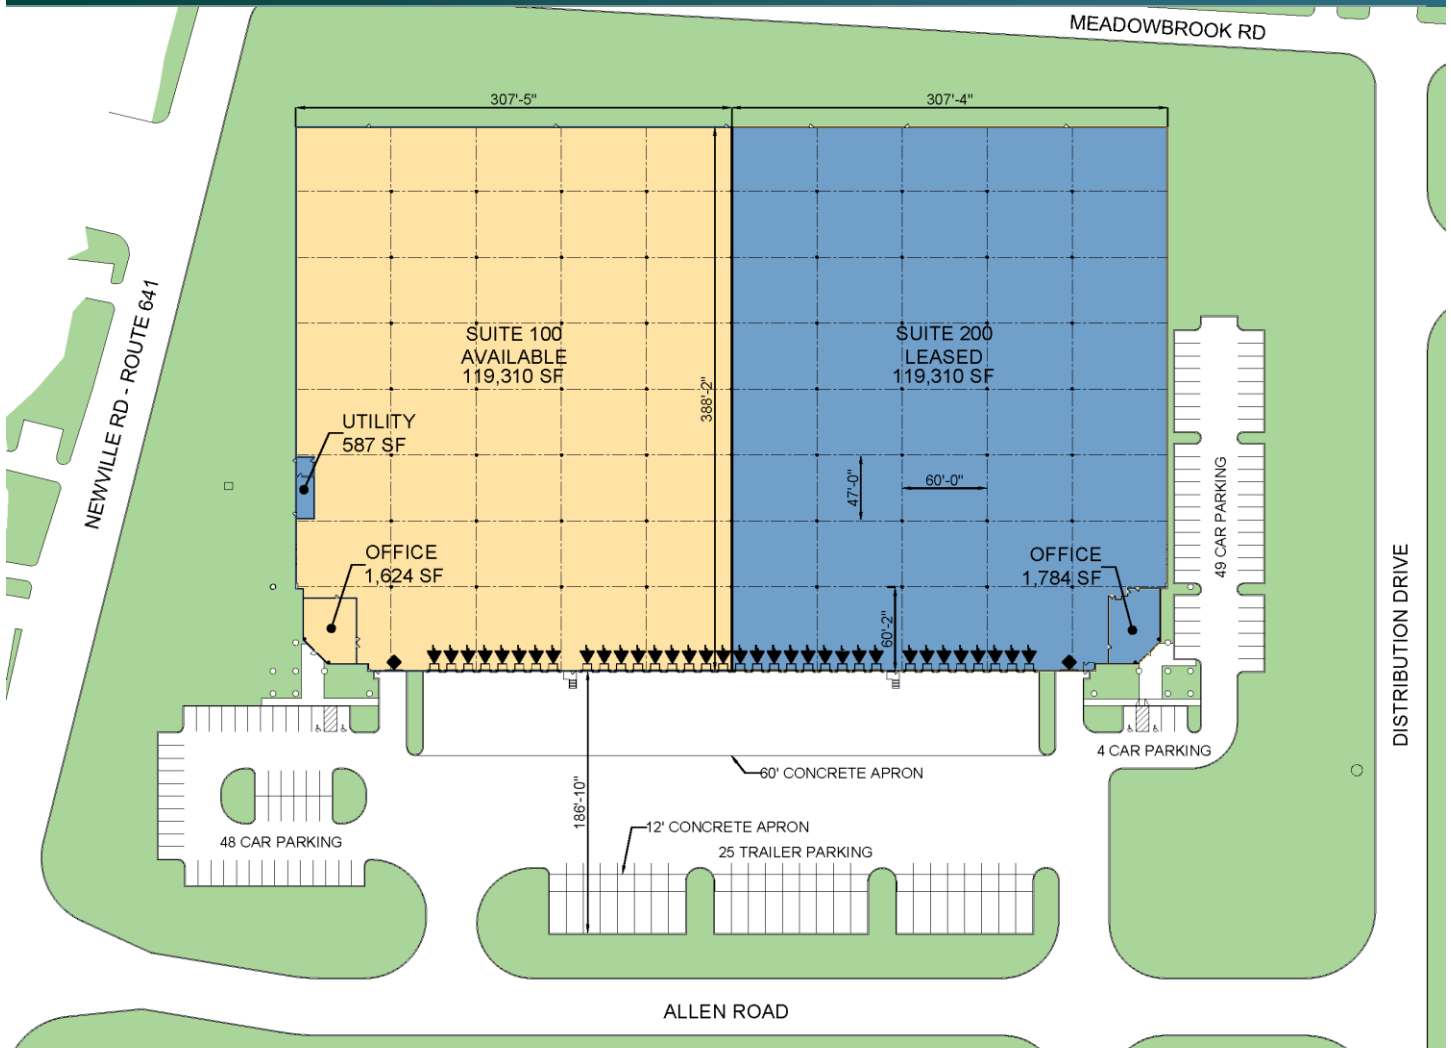 MEADOWBROOK RD
307'-5"
307'-4"
NEWVILLE RD - ROUTE 641
SUITE 100
AVAILABLE
119,310 SF
388'-2"
SUITE 200
LEASED
119,310 SF
UTILITY
587 SF
47'-0"
60'-0"
49 CAR PARKING
OFFICE
1,624 SF
OFFICE
1,784 SF
60'-2"
DISTRIBUTION DRIVE
4 CAR PARKING
60' CONCRETE APRON
186'-10"
12' CONCRETE APRON
48 CAR PARKING
25 TRAILER PARKING
ALLEN ROAD